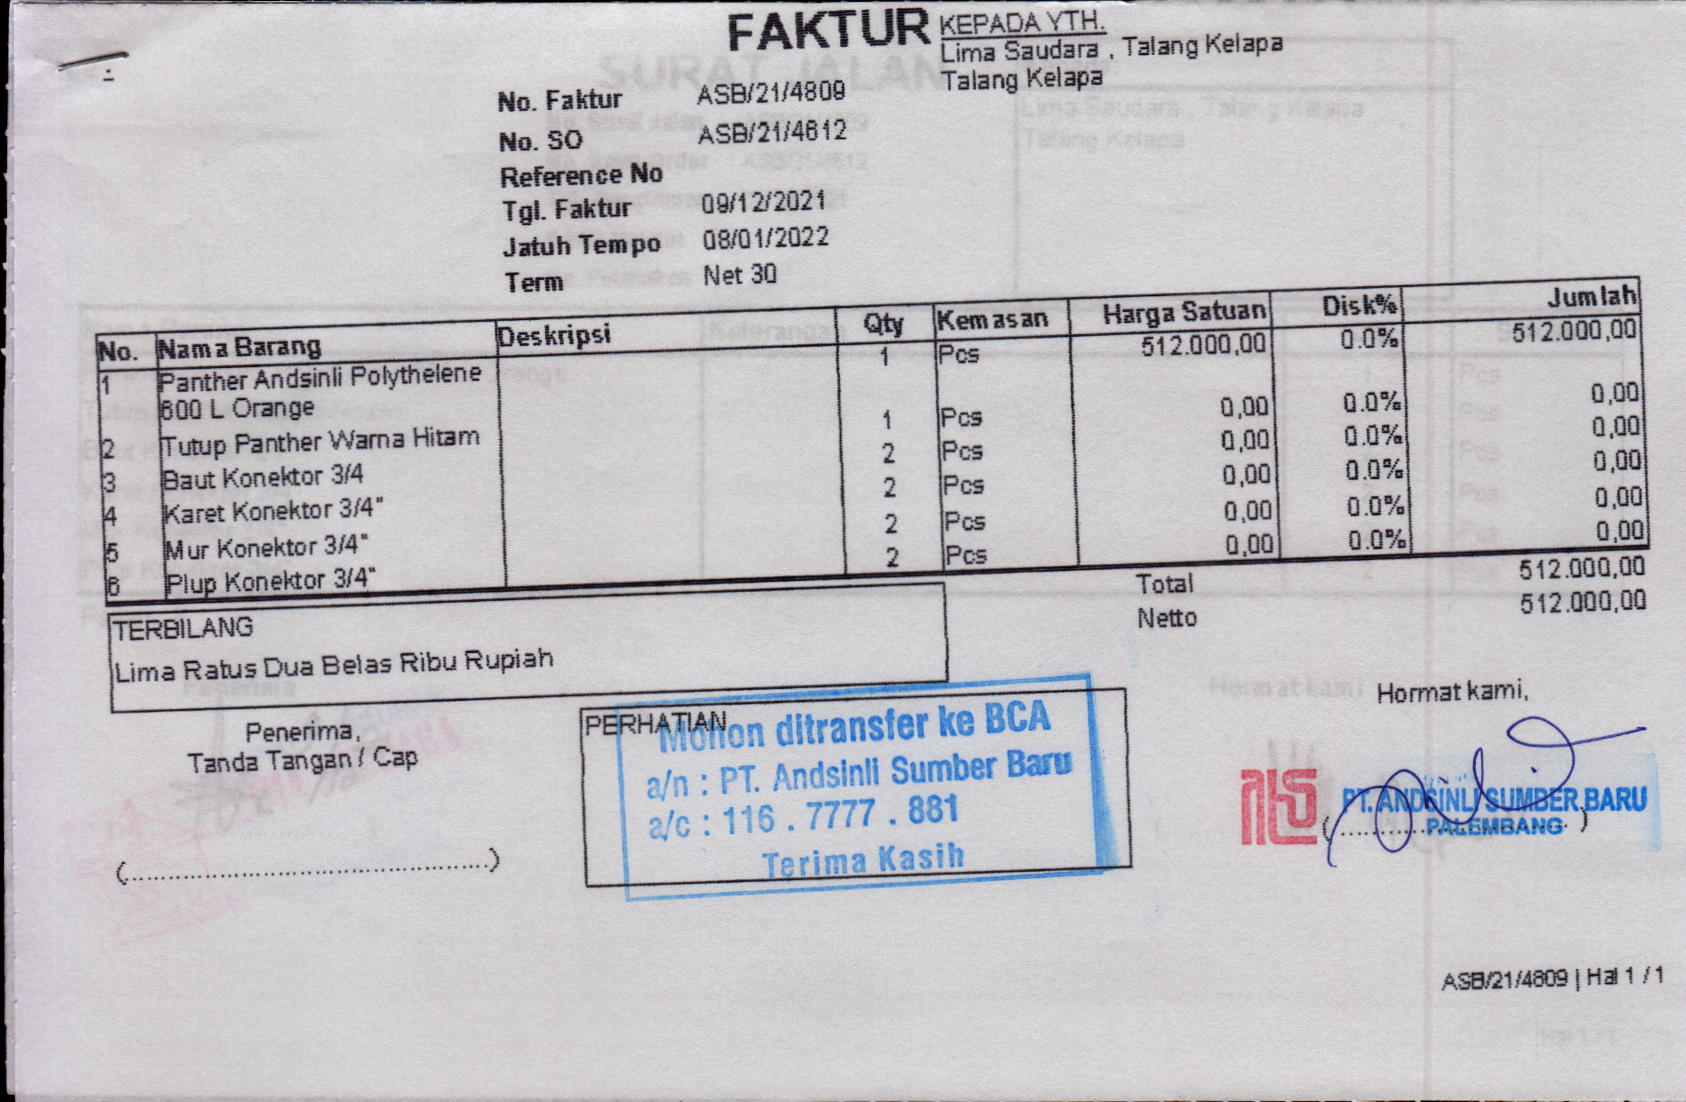 FAKTUR
KEPADA YTH.
Lima Saudara , Talang Kelapa
Talang Kelapa
No. Faktur ASB/21/4809
No. SO ASB/21/4612
Reference No
Tgl. Faktur 09/12/2021
Jatuh Tempo 08/01/2022
Term Net 30
No. Nama Barang Deskripsi Qty Kemasan Harga Satuan Disk% Jumlah
1 Panther Andsinli Polythelene 1 Pcs 512.000,00 0.0% 512.000,00
600 L Orange
2 Tutup Panther Warna Hitam 1 Pcs 0,00 0.0% 0,00
3 Baut Konektor 3/4 2 Pcs 0,00 0.0% 0,00
4 Karet Konektor 3/4" 2 Pcs 0,00 0.0% 0,00
5 Mur Konektor 3/4" 2 Pcs 0,00 0.0% 0,00
6 Plup Konektor 3/4" 2 Pcs 0,00 0.0% 0,00
Total 512.000,00
Netto 512.000,00
TERBILANG
Lima Ratus Dua Belas Ribu Rupiah
Penerima,
Tanda Tangan / Cap
(..............................................)
PERHATIAN
Mohon ditransfer ke BCA
a/n : PT. Andsinli Sumber Baru
a/c : 116 . 7777 . 881
Terima Kasih
Hormat kami,
PT. ANDSINLI SUMBER BARU
PALEMBANG
ASB/21/4809 | Hal 1 / 1